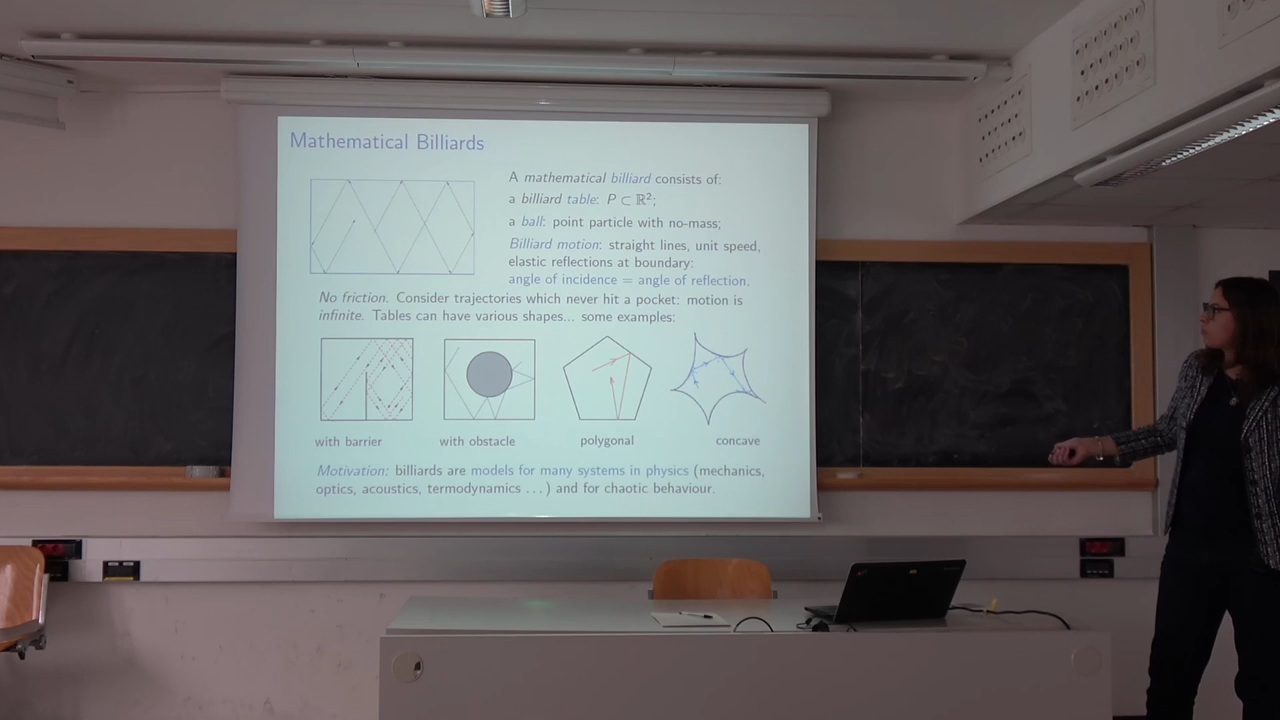 Mathematical Billiards
A mathematical billiard consists of:
a billiard table: P ⊂ ℝ²;
a ball: point particle with no-mass;
Billiard motion: straight lines, unit speed,
elastic reflections at boundary:
angle of incidence = angle of reflection.
No friction. Consider trajectories which never hit a pocket: motion is
infinite. Tables can have various shapes... some examples:
with barrier
with obstacle
polygonal
concave
Motivation: billiards are models for many systems in physics (mechanics,
optics, acoustics, termodynamics ...) and for chaotic behaviour.